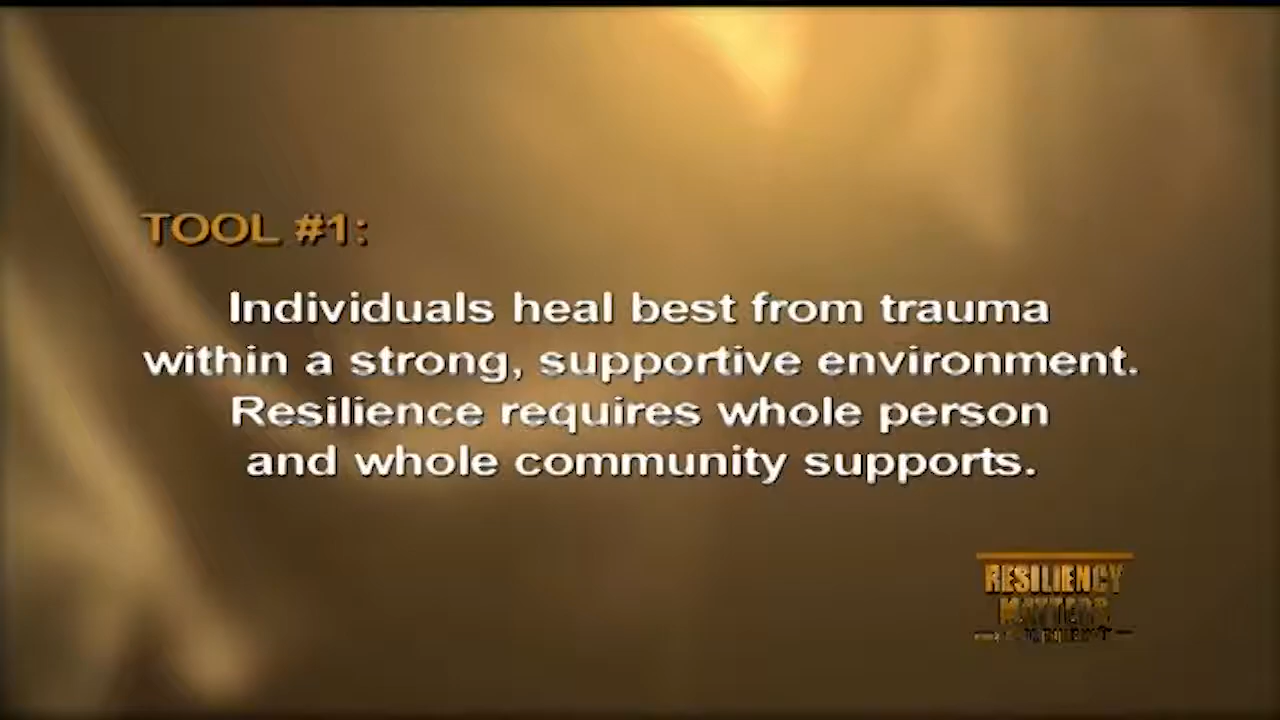 TOOL #1:
Individuals heal best from trauma
within a strong, supportive environment.
Resilience requires whole person
and whole community supports.
RESILIENCY
MATTERS